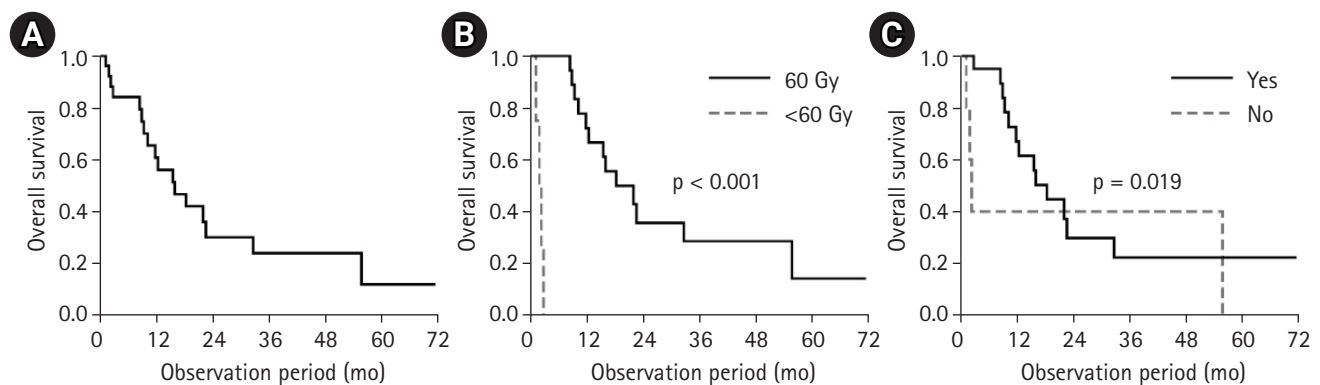 A
1.0
0.8
0.6
0.4
0.2
0.0
Overall survival
0 12 24 36 48 60 72
Observation period (mo)
B
1.0
0.8
0.6
0.4
0.2
0.0
Overall survival
60 Gy
<60 Gy
p < 0.001
0 12 24 36 48 60 72
Observation period (mo)
C
1.0
0.8
0.6
0.4
0.2
0.0
Overall survival
Yes
No
p = 0.019
0 12 24 36 48 60 72
Observation period (mo)